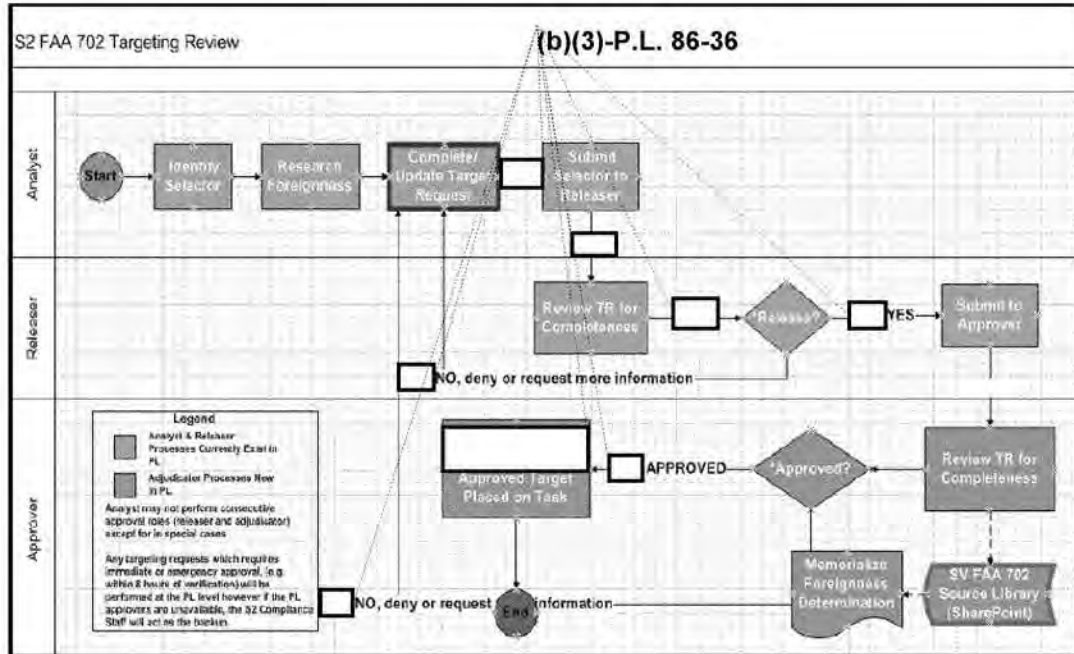 S2 FAA 702 Targeting Review
(b)(3)-P.L. 86-36
Analyst
Start
Identify
Selector
Research
Foreignness
Complete/
Update Target
Request
Submit
Selector to
Releaser
Releaser
Review TR for
Completeness
*Release?
YES
Submit to
Approver
NO, deny or request more information
Approver
Legend
Analyst & Releaser
Processes Currently Exist in
PL
Adjudicator Processes New
in PL
Analyst may not perform consecutive
approval roles (releaser and adjudicator)
except for in special cases
Any targeting requests which requires
immediate or emergency approval, (e.g.
within 8 hours of verification) will be
performed at the PL level however if the PL
approvers are unavailable, the S2 Compliance
Staff will act as the backup.
Approved Target
Placed on Task
APPROVED
*Approved?
Review TR for
Completeness
Memorialize
Foreignness
Determination
SV FAA 702
Source Library
(SharePoint)
NO, deny or request information
End